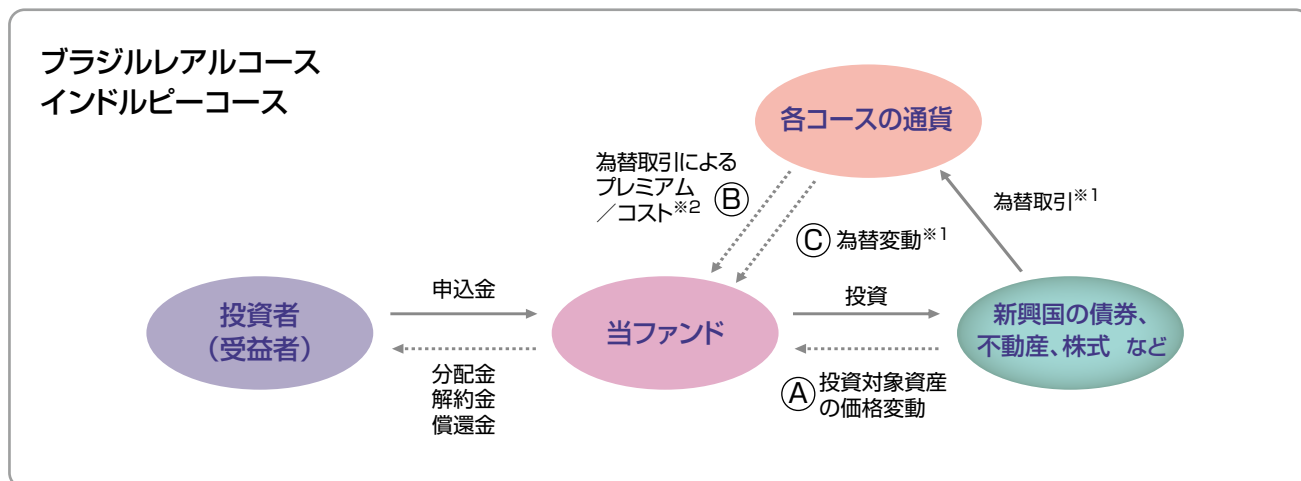 ブラジルレアルコース
インドルピーコース
各コースの通貨
為替取引による
プレミアム
／コスト※2
Ⓑ
為替取引※1
Ⓒ 為替変動※1
投資者
（受益者）
申込金
当ファンド
投資
新興国の債券、
不動産、株式 など
分配金
解約金
償還金
Ⓐ 投資対象資産
の価格変動